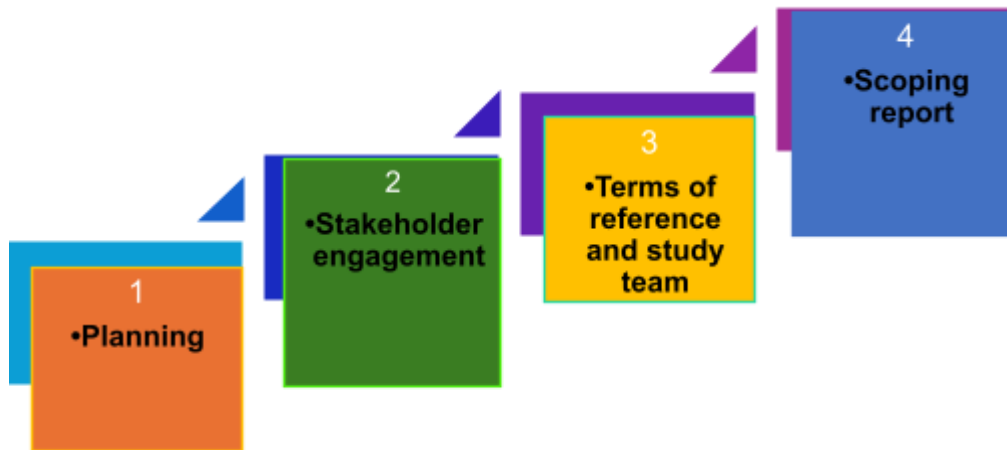 1
•Planning
2
•Stakeholder
engagement
3
•Terms of
reference
and study
team
4
•Scoping
report